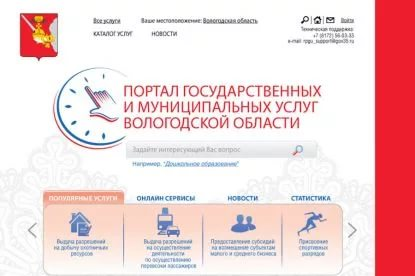 Все услуги
Ваше местоположение: Вологодская область
Войти
КАТАЛОГ УСЛУГ
НОВОСТИ
Техническая поддержка:
+7 (8172) 56-03-33
e-mail: rpgu_support@gov35.ru
ПОРТАЛ ГОСУДАРСТВЕННЫХ
И МУНИЦИПАЛЬНЫХ УСЛУГ
ВОЛОГОДСКОЙ ОБЛАСТИ
Задайте интересующий Вас вопрос
Например, "Дошкольное образование"
ПОПУЛЯРНЫЕ УСЛУГИ
ОНЛАЙН СЕРВИСЫ
НОВОСТИ
СТАТИСТИКА
Выдача разрешений
на добычу охотничьих
ресурсов
Выдача разрешений
на осуществление
деятельности
по осуществлению
перевозки пассажиров
Предоставление субсидий
на возмещение субъектам
малого и среднего бизнеса
Присвоение
спортивных
разрядов